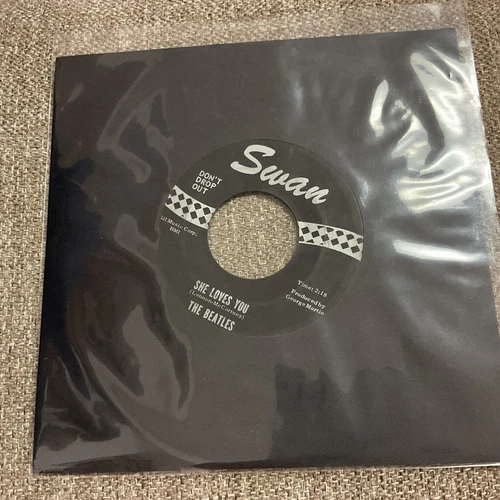 Swan
DON'T
DROP
OUT
Music Corp.
BMI
Time: 2:18
Produced by
George Martin
SHE LOVES YOU
(Lennon-McCartney)
THE BEATLES